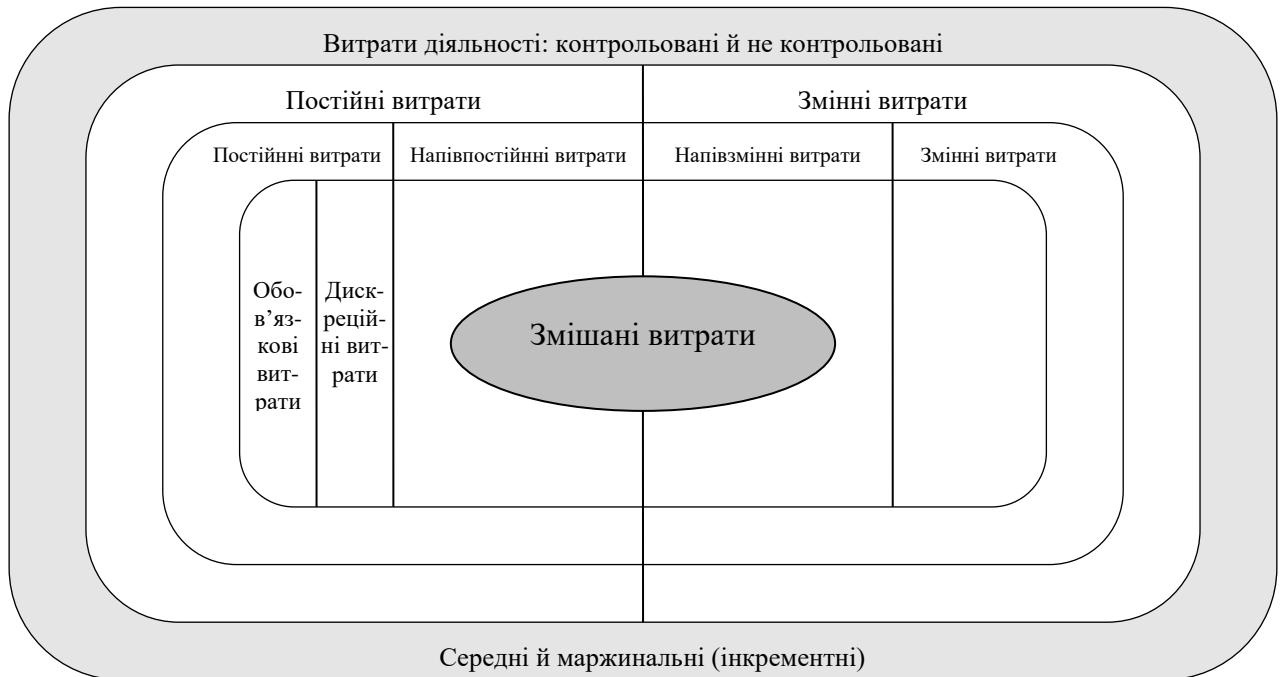 Витрати діяльності: контрольовані й не контрольовані
Постійні витрати
Змінні витрати
Постійнні витрати
Напівпостійнні витрати
Напівзмінні витрати
Змінні витрати
Обо-
в’яз-
кові
вит-
рати
Диск-
рецій-
ні вит-
рати
Змішані витрати
Середні й маржинальні (інкрементні)